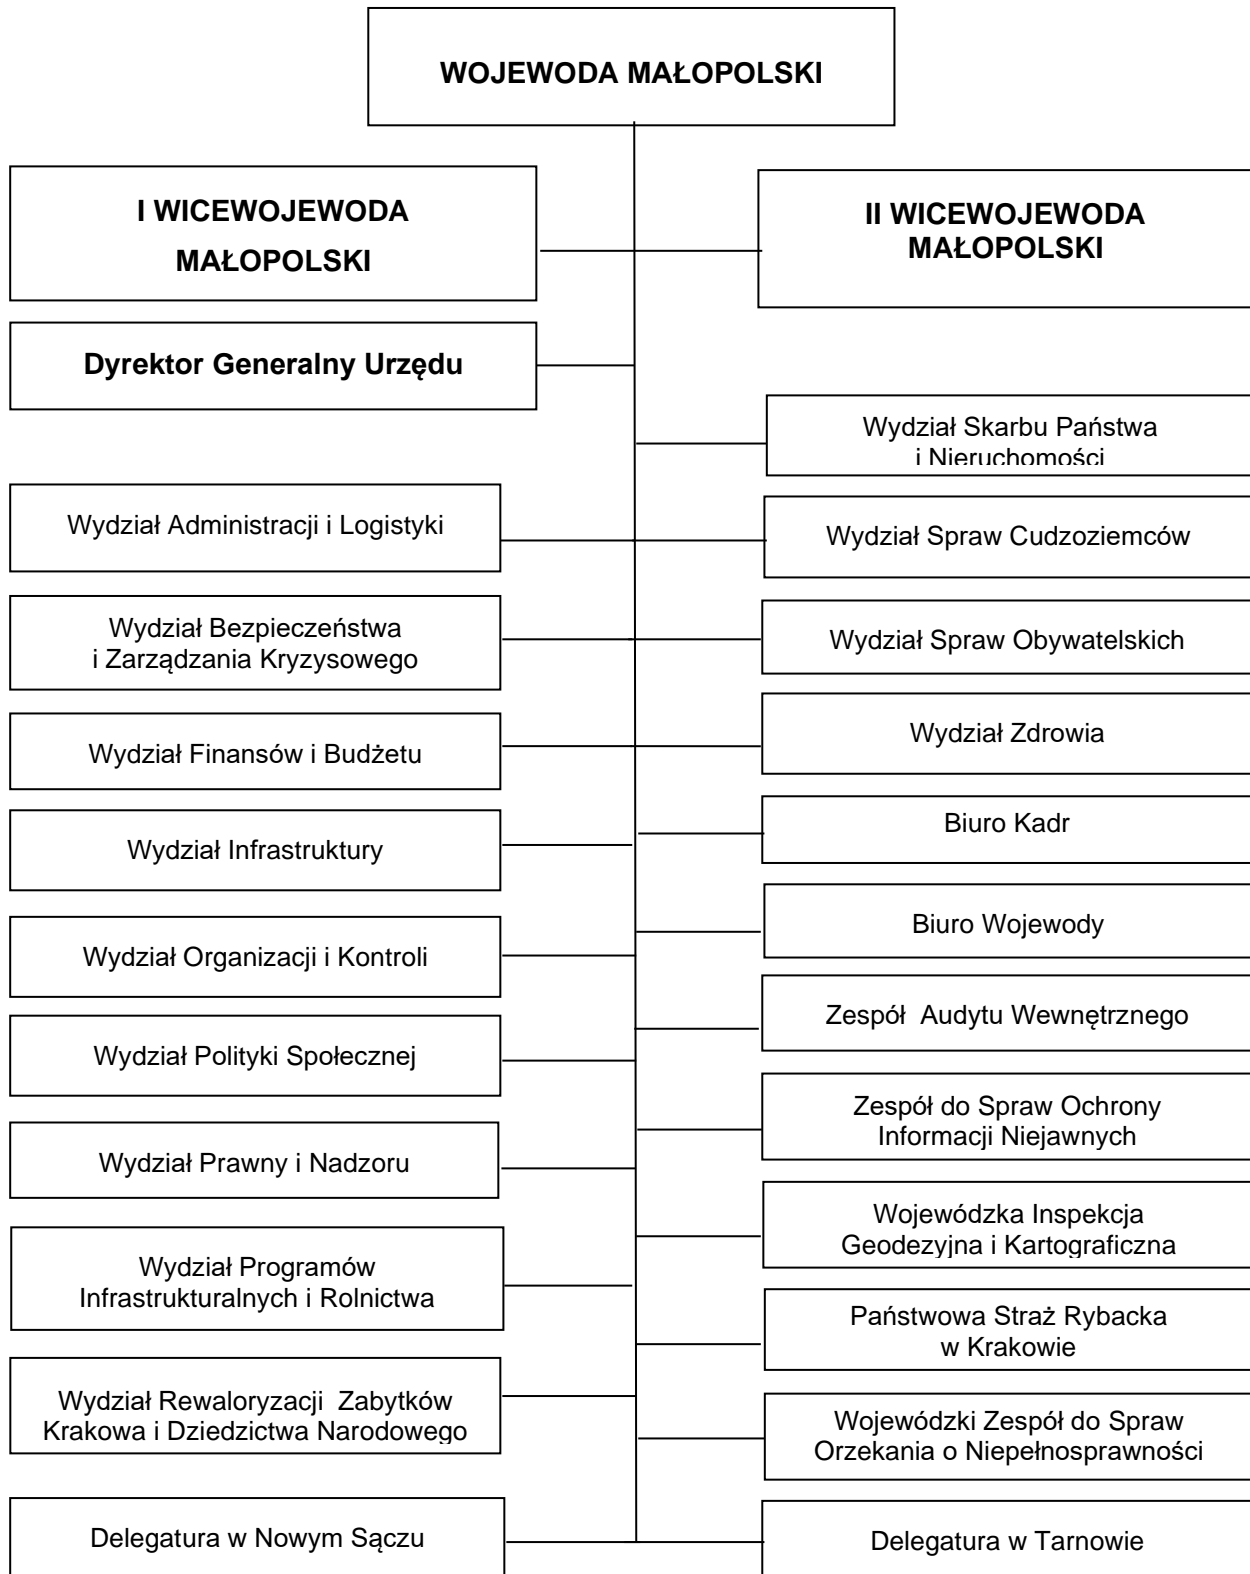 WOJEWODA MAŁOPOLSKI
I WICEWOJEWODA
MAŁOPOLSKI
II WICEWOJEWODA
MAŁOPOLSKI
Dyrektor Generalny Urzędu
Wydział Skarbu Państwa
i Nieruchomości
Wydział Administracji i Logistyki
Wydział Spraw Cudzoziemców
Wydział Bezpieczeństwa
i Zarządzania Kryzysowego
Wydział Spraw Obywatelskich
Wydział Finansów i Budżetu
Wydział Zdrowia
Wydział Infrastruktury
Biuro Kadr
Wydział Organizacji i Kontroli
Biuro Wojewody
Wydział Polityki Społecznej
Zespół  Audytu Wewnętrznego
Wydział Prawny i Nadzoru
Zespół do Spraw Ochrony
Informacji Niejawnych
Wydział Programów
Infrastrukturalnych i Rolnictwa
Wojewódzka Inspekcja
Geodezyjna i Kartograficzna
Państwowa Straż Rybacka
w Krakowie
Wydział Rewaloryzacji  Zabytków
Krakowa i Dziedzictwa Narodowego
Wojewódzki Zespół do Spraw
Orzekania o Niepełnosprawności
Delegatura w Nowym Sączu
Delegatura w Tarnowie